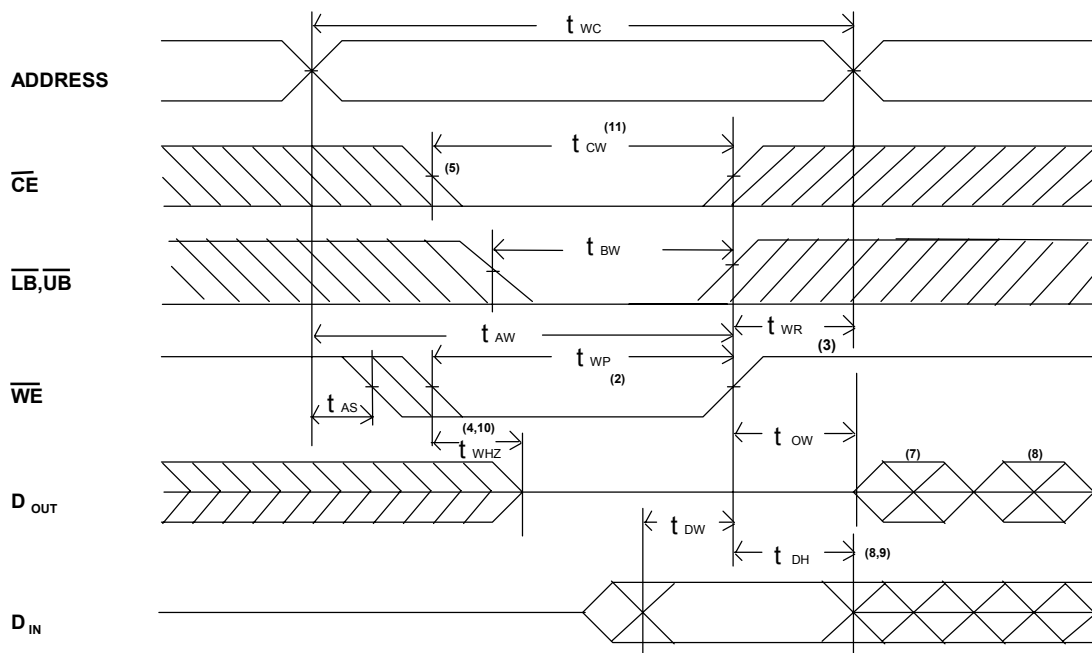 t WC
ADDRESS
t CW (11)
CE (5)
t BW
LB,UB
t AW
t WR
t WP (2)
(3)
WE
t AS
t WHZ (4,10)
t OW
(7)
(8)
D OUT
t DW
t DH
(8,9)
D IN